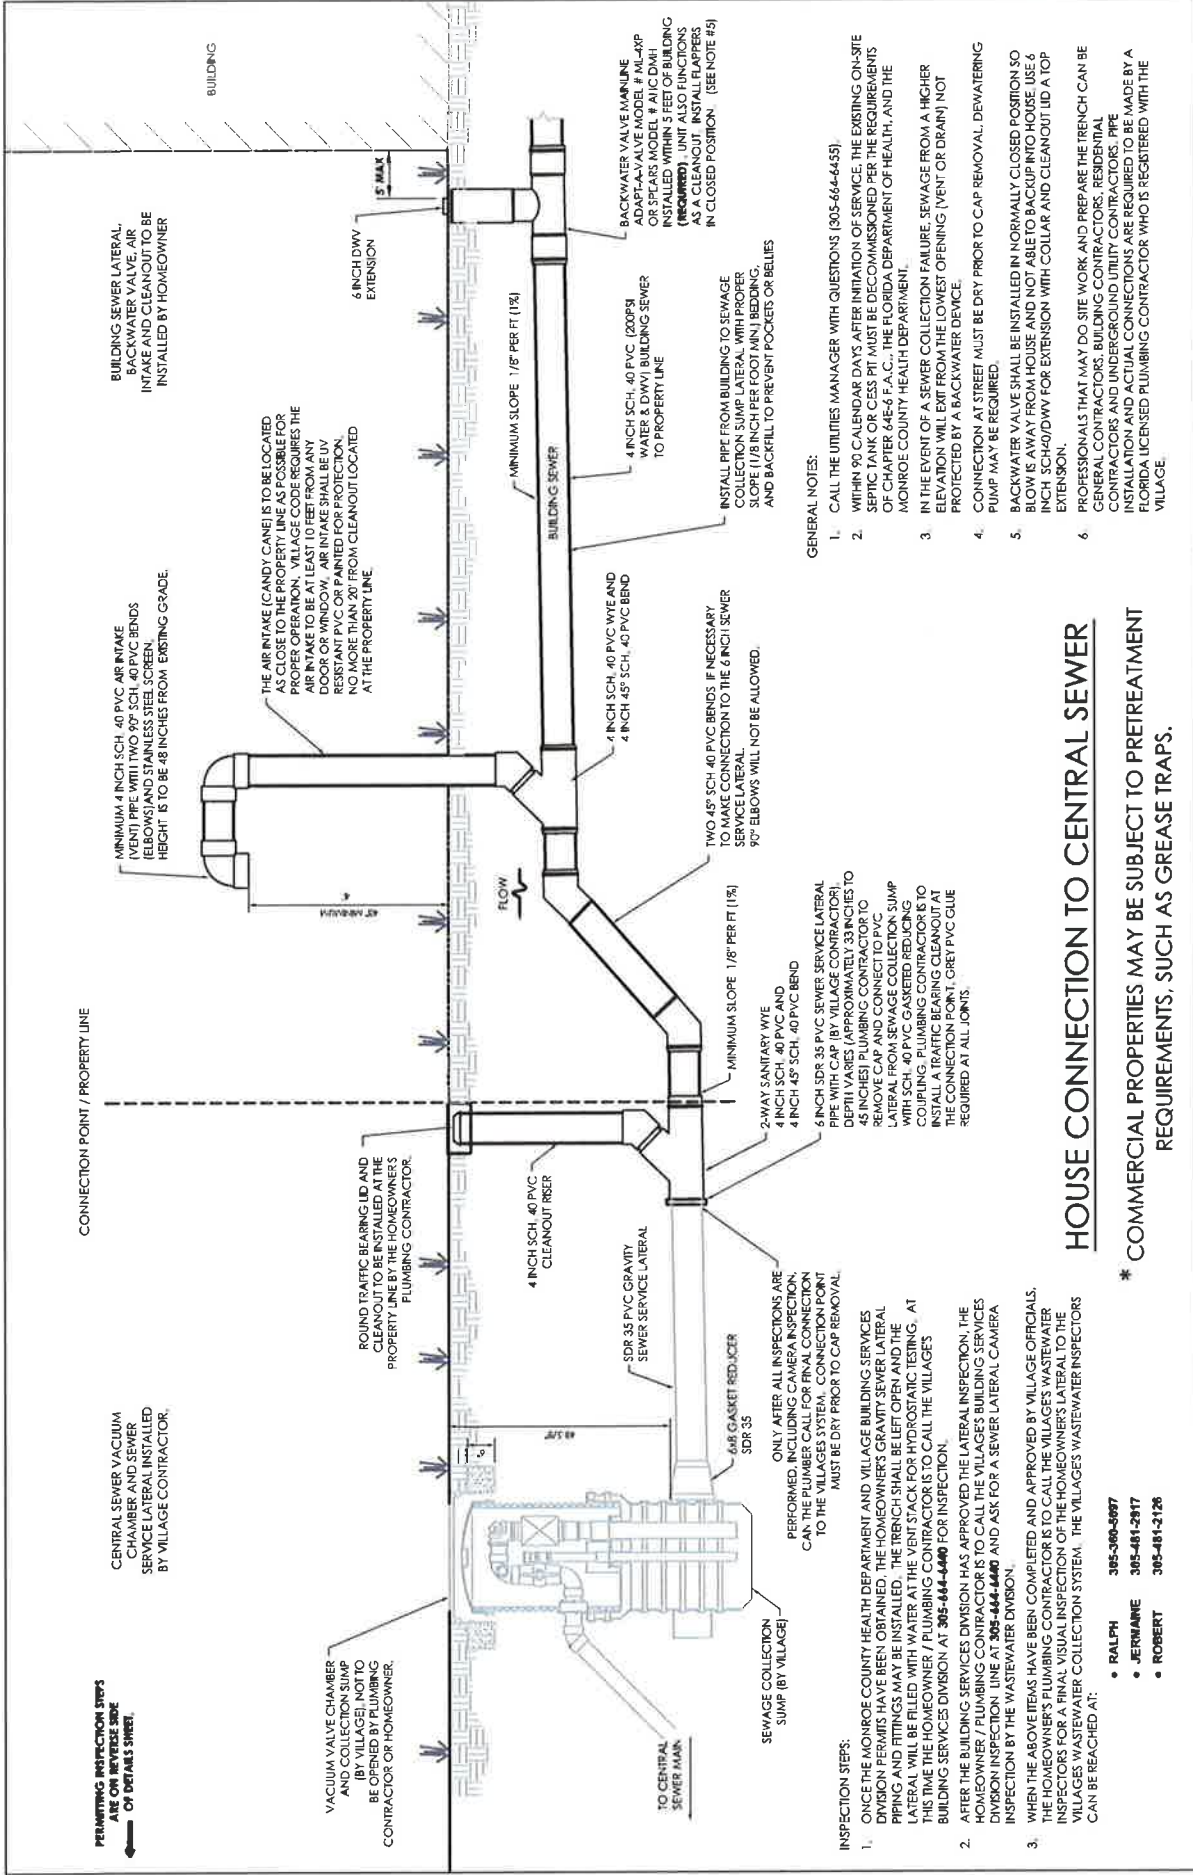 PERMITTING INSPECTION STEPS
ARE ON REVERSE SIDE
OF DETAILS SHEET.
CENTRAL SEWER VACUUM
CHAMBER AND SEWER
SERVICE LATERAL INSTALLED
BY VILLAGE CONTRACTOR.
CONNECTION POINT / PROPERTY LINE
BUILDING SEWER LATERAL,
BACKWATER VALVE, AIR
INTAKE AND CLEANOUT TO BE
INSTALLED BY HOMEOWNER
BUILDING
MINIMUM 4 INCH SCH. 40 PVC AIR INTAKE
(VENT) PIPE WITH TWO 90° SCH. 40 PVC BENDS
(ELBOWS)AND STAINLESS STEEL SCREEN.
HEIGHT IS TO BE 48 INCHES FROM EXISTING GRADE.
THE AIR INTAKE (CANDY CANE) IS TO BE LOCATED
AS CLOSE TO THE PROPERTY LINE AS POSSIBLE FOR
PROPER OPERATION. VILLAGE CODE REQUIRES THE
AIR INTAKE TO BE AT LEAST 10 FEET FROM ANY
DOOR OR WINDOW. AIR INTAKE SHALL BE UV
RESISTANT PVC OR PAINTED FOR PROTECTION.
NO MORE THAN 20' FROM CLEANOUT LOCATED
AT THE PROPERTY LINE.
6 INCH DWV
EXTENSION
5' MAX
VACUUM VALVE CHAMBER
AND COLLECTION SUMP
(BY VILLAGE). NOT TO
BE OPENED BY PLUMBING
CONTRACTOR OR HOMEOWNER.
ROUND TRAFFIC BEARING LID AND
CLEANOUT TO BE INSTALLED AT THE
PROPERTY LINE BY THE HOMEOWNERS
PLUMBING CONTRACTOR.
48" MINIMUM
FLOW
4 INCH SCH. 40 PVC
CLEANOUT RISER
48 5/8"
6"
SDR 35 PVC GRAVITY
SEWER SERVICE LATERAL
MINIMUM SLOPE 1/8" PER FT (1%)
BUILDING SEWER
BACKWATER VALVE MAINLINE
ADAPT-A-VALVE MODEL # ML-4XP
OR SPEARS MODEL # AIIC DMH
INSTALLED WITHIN 5 FEET OF BUILDING
(REQUIRED). UNIT ALSO FUNCTIONS
AS A CLEANOUT. INSTALL FLAPPERS
IN CLOSED POSITION. (SEE NOTE #5)
4 INCH SCH. 40 PVC (200PSI
WATER & DWV) BUILDING SEWER
TO PROPERTY LINE
4 INCH SCH. 40 PVC WYE AND
4 INCH 45° SCH. 40 PVC BEND
INSTALL PIPE FROM BUILDING TO SEWAGE
COLLECTION SUMP LATERAL WITH PROPER
SLOPE (1/8 INCH PER FOOT MIN.) BEDDING,
AND BACKFILL TO PREVENT POCKETS OR BELLIES
TWO 45° SCH 40 PVC BENDS IF NECESSARY
TO MAKE CONNECTION TO THE 6 INCH SEWER
SERVICE LATERAL.
90° ELBOWS WILL NOT BE ALLOWED.
MINIMUM SLOPE 1/8" PER FT (1%)
2-WAY SANITARY WYE
4 INCH SCH. 40 PVC AND
4 INCH 45° SCH. 40 PVC BEND
6 INCH SDR 35 PVC SEWER SERVICE LATERAL
PIPE WITH CAP (BY VILLAGE CONTRACTOR).
DEPTH VARIES (APPROXIMATELY 33 INCHES TO
45 INCHES) PLUMBING CONTRACTOR TO
REMOVE CAP AND CONNECT TO PVC
LATERAL FROM SEWAGE COLLECTION SUMP
WITH SCH. 40 PVC GASKETED REDUCING
COUPLING. PLUMBING CONTRACTOR IS TO
INSTALL A TRAFFIC BEARING CLEANOUT AT
THE CONNECTION POINT. GREY PVC GLUE
REQUIRED AT ALL JOINTS.
TO CENTRAL
SEWER MAIN
SEWAGE COLLECTION
SUMP (BY VILLAGE)
6x8 GASKET REDUCER
SDR 35
ONLY AFTER ALL INSPECTIONS ARE
PERFORMED, INCLUDING CAMERA INSPECTION,
CAN THE PLUMBER CALL FOR FINAL CONNECTION
TO THE VILLAGES SYSTEM. CONNECTION POINT
MUST BE DRY PRIOR TO CAP REMOVAL.
INSPECTION STEPS:
1. ONCE THE MONROE COUNTY HEALTH DEPARTMENT AND VILLAGE BUILDING SERVICES
DIVISION PERMITS HAVE BEEN OBTAINED, THE HOMEOWNER'S GRAVITY SEWER LATERAL
PIPING AND FITTINGS MAY BE INSTALLED. THE TRENCH SHALL BE LEFT OPEN AND THE
LATERAL WILL BE FILLED WITH WATER AT THE VENT STACK FOR HYDROSTATIC TESTING. AT
THIS TIME THE HOMEOWNER / PLUMBING CONTRACTOR IS TO CALL THE VILLAGE'S
BUILDING SERVICES DIVISION AT 305-664-6440 FOR INSPECTION.
2. AFTER THE BUILDING SERVICES DIVISION HAS APPROVED THE LATERAL INSPECTION, THE
HOMEOWNER / PLUMBING CONTRACTOR IS TO CALL THE VILLAGE'S BUILDING SERVICES
DIVISION INSPECTION LINE AT 305-664-6440 AND ASK FOR A SEWER LATERAL CAMERA
INSPECTION BY THE WASTEWATER DIVISION.
3. WHEN THE ABOVE ITEMS HAVE BEEN COMPLETED AND APPROVED BY VILLAGE OFFICIALS,
THE HOMEOWNER'S PLUMBING CONTRACTOR IS TO CALL THE VILLAGE'S WASTEWATER
INSPECTORS FOR A FINAL VISUAL INSPECTION OF THE HOMEOWNER'S LATERAL TO THE
VILLAGES WASTEWATER COLLECTION SYSTEM. THE VILLAGE'S WASTEWATER INSPECTORS
CAN BE REACHED AT:
• RALPH 305-360-5097
• JERMAINE 305-481-2917
• ROBERT 305-481-2126
GENERAL NOTES:
1. CALL THE UTILITIES MANAGER WITH QUESTIONS (305-664-6455).
2. WITHIN 90 CALENDAR DAYS AFTER INITIATION OF SERVICE, THE EXISTING ON-SITE
SEPTIC TANK OR CESS PIT MUST BE DECOMMISSIONED PER THE REQUIREMENTS
OF CHAPTER 64E-6 F.A.C., THE FLORIDA DEPARTMENT OF HEALTH, AND THE
MONROE COUNTY HEALTH DEPARTMENT.
3. IN THE EVENT OF A SEWER COLLECTION FAILURE, SEWAGE FROM A HIGHER
ELEVATION WILL EXIT FROM THE LOWEST OPENING (VENT OR DRAIN) NOT
PROTECTED BY A BACKWATER DEVICE.
4. CONNECTION AT STREET MUST BE DRY PRIOR TO CAP REMOVAL. DEWATERING
PUMP MAY BE REQUIRED.
5. BACKWATER VALVE SHALL BE INSTALLED IN NORMALLY CLOSED POSITION SO
BLOW IS AWAY FROM HOUSE AND NOT ABLE TO BACKUP INTO HOUSE. USE 6
INCH SCH40/DWV FOR EXTENSION WITH COLLAR AND CLEANOUT LID A TOP
EXTENSION.
6 PROFESSIONALS THAT MAY DO SITE WORK AND PREPARE THE TRENCH CAN BE
GENERAL CONTRACTORS, BUILDING CONTRACTORS, RESIDENTIAL
CONTRACTORS AND UNDERGROUND UTILITY CONTRACTORS. PIPE
INSTALLATION AND ACTUAL CONNECTIONS ARE REQUIRED TO BE MADE BY A
FLORIDA LICENSED PLUMBING CONTRACTOR WHO IS REGISTERED WITH THE
VILLAGE.
HOUSE CONNECTION TO CENTRAL SEWER
* COMMERCIAL PROPERTIES MAY BE SUBJECT TO PRETREATMENT
REQUIREMENTS, SUCH AS GREASE TRAPS.